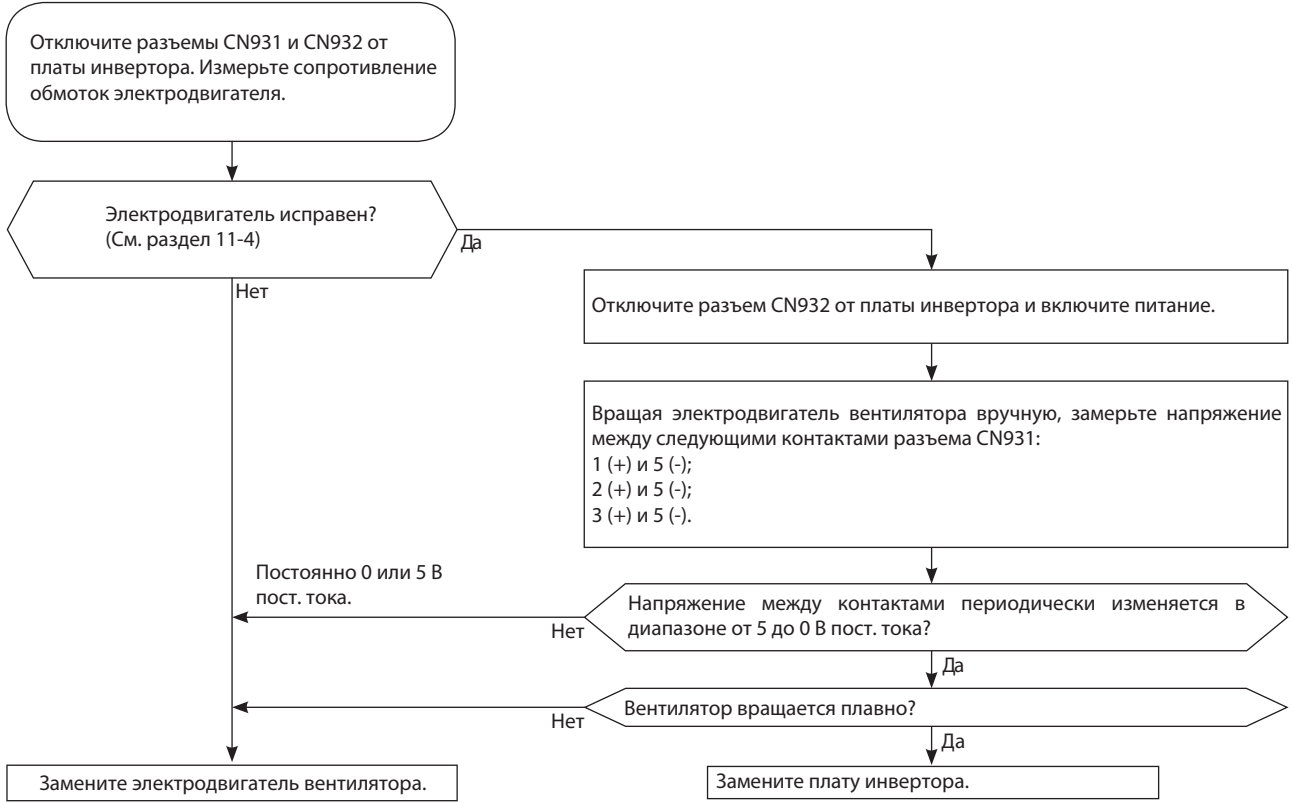 Отключите разъемы CN931 и CN932 от
платы инвертора. Измерьте сопротивление
обмоток электродвигателя.
Электродвигатель исправен?
(См. раздел 11-4)
Да
Нет
Отключите разъем CN932 от платы инвертора и включите питание.
Вращая электродвигатель вентилятора вручную, замерьте напряжение
между следующими контактами разъема CN931:
1 (+) и 5 (-);
2 (+) и 5 (-);
3 (+) и 5 (-).
Постоянно 0 или 5 В
пост. тока.
Напряжение между контактами периодически изменяется в
диапазоне от 5 до 0 В пост. тока?
Нет
Да
Вентилятор вращается плавно?
Нет
Да
Замените электродвигатель вентилятора.
Замените плату инвертора.